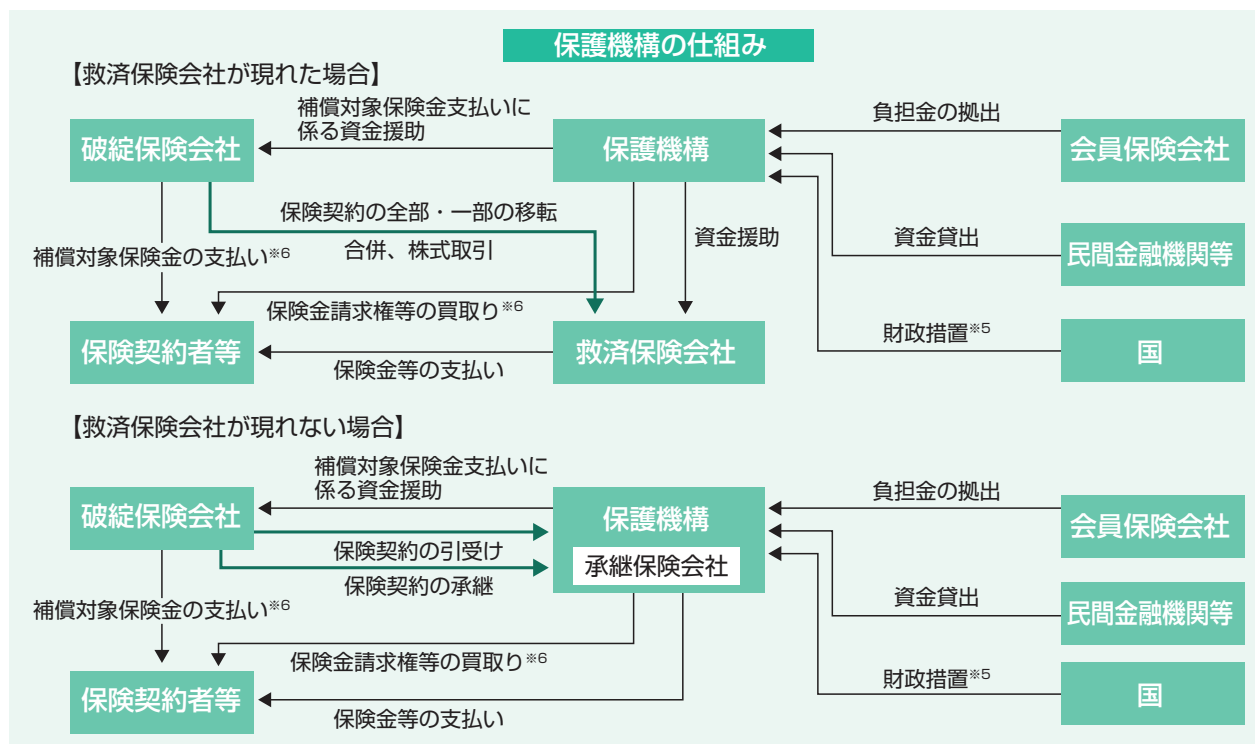 保護機構の仕組み
【救済保険会社が現れた場合】
補償対象保険金支払いに
係る資金援助
負担金の拠出
破綻保険会社
保護機構
会員保険会社
保険契約の全部・一部の移転
合併、株式取引
資金援助
資金貸出
補償対象保険金の支払い※6
民間金融機関等
保険金請求権等の買取り※6
財政措置※5
保険契約者等
救済保険会社
国
保険金等の支払い
【救済保険会社が現れない場合】
補償対象保険金支払いに
係る資金援助
負担金の拠出
破綻保険会社
保護機構
会員保険会社
保険契約の引受け
承継保険会社
保険契約の承継
資金貸出
補償対象保険金の支払い※6
民間金融機関等
保険金請求権等の買取り※6
財政措置※5
保険契約者等
国
保険金等の支払い